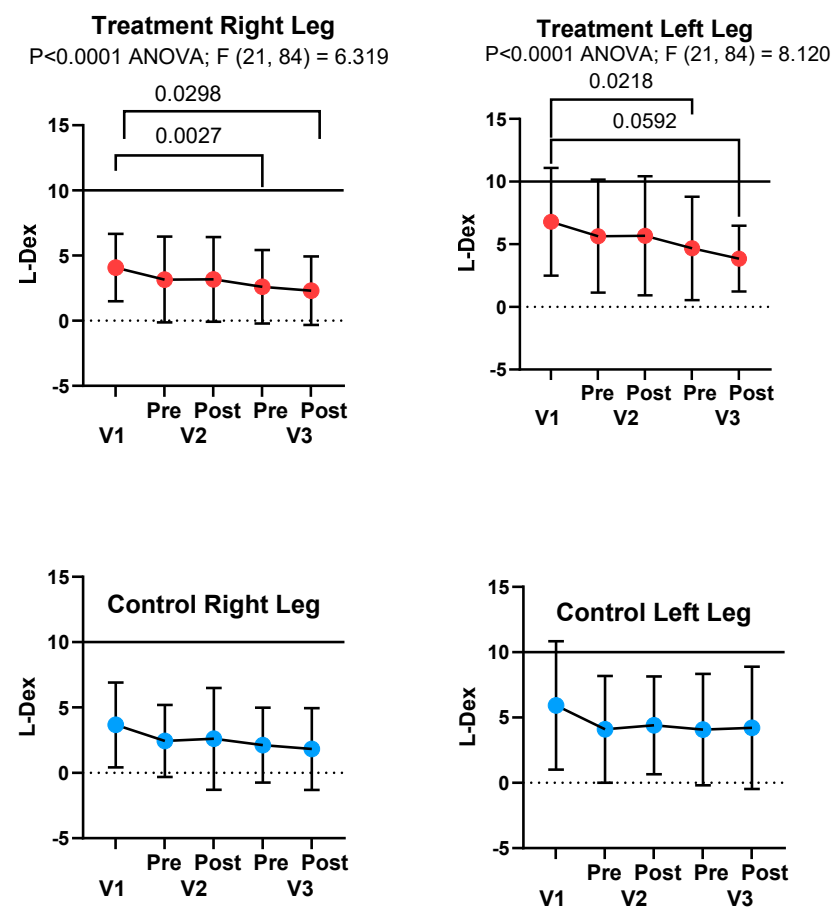 Treatment Right Leg
P<0.0001 ANOVA; F (21, 84) = 6.319
0.0298
0.0027
15
10
5
0
-5
L-Dex
Pre Post Pre Post
V1 V2 V3
Treatment Left Leg
P<0.0001 ANOVA; F (21, 84) = 8.120
0.0218
0.0592
15
10
5
0
-5
L-Dex
Pre Post Pre Post
V1 V2 V3
Control Right Leg
15
10
5
0
-5
L-Dex
Pre Post Pre Post
V1 V2 V3
Control Left Leg
15
10
5
0
-5
L-Dex
Pre Post Pre Post
V1 V2 V3